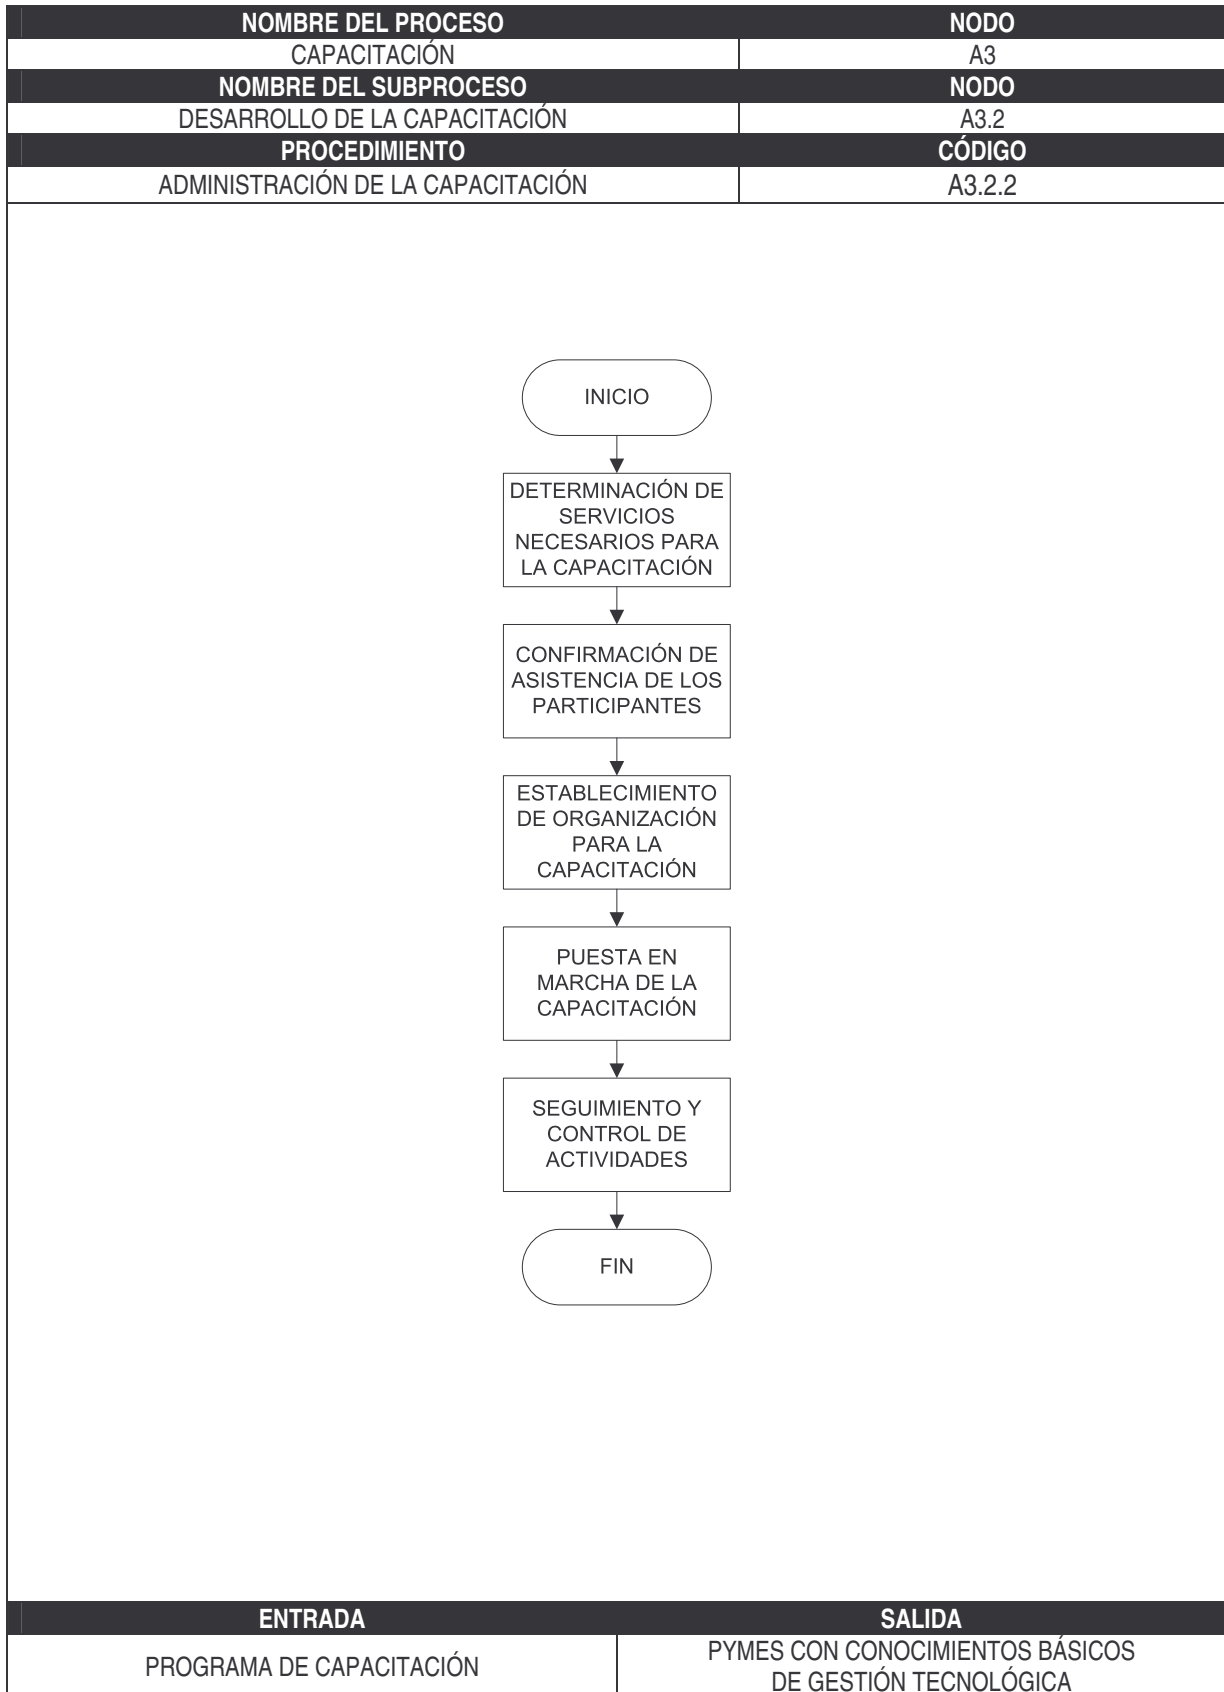 NOMBRE DEL PROCESO NODO
CAPACITACIÓN A3
NOMBRE DEL SUBPROCESO NODO
DESARROLLO DE LA CAPACITACIÓN A3.2
PROCEDIMIENTO CÓDIGO
ADMINISTRACIÓN DE LA CAPACITACIÓN A3.2.2
INICIO
DETERMINACIÓN DE
SERVICIOS
NECESARIOS PARA
LA CAPACITACIÓN
CONFIRMACIÓN DE
ASISTENCIA DE LOS
PARTICIPANTES
ESTABLECIMIENTO
DE ORGANIZACIÓN
PARA LA
CAPACITACIÓN
PUESTA EN
MARCHA DE LA
CAPACITACIÓN
SEGUIMIENTO Y
CONTROL DE
ACTIVIDADES
FIN
ENTRADA SALIDA
PROGRAMA DE CAPACITACIÓN
PYMES CON CONOCIMIENTOS BÁSICOS
DE GESTIÓN TECNOLÓGICA